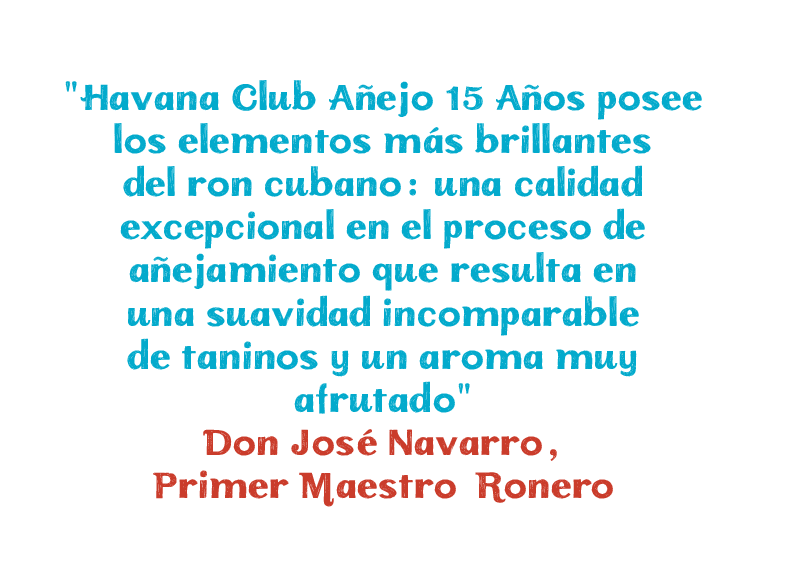 "Havana Club Añejo 15 Años posee
los elementos más brillantes
del ron cubano: una calidad
excepcional en el proceso de
añejamiento que resulta en
una suavidad incomparable
de taninos y un aroma muy
afrutado"
Don José Navarro,
Primer Maestro Ronero